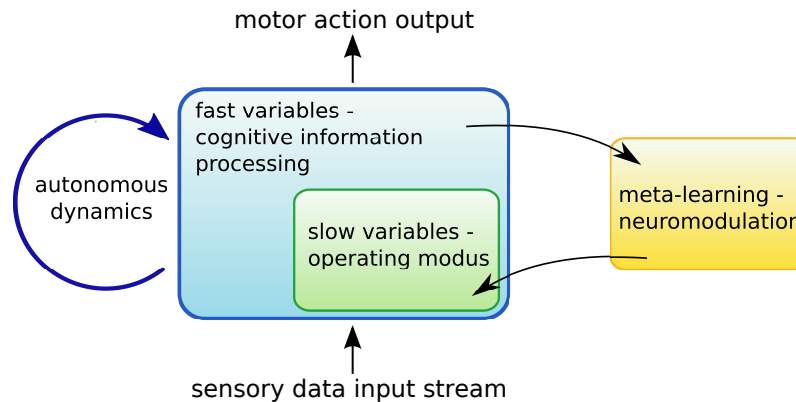 motor action output
fast variables -
cognitive information
processing
autonomous
dynamics
slow variables -
operating modus
meta-learning -
neuromodulation
sensory data input stream